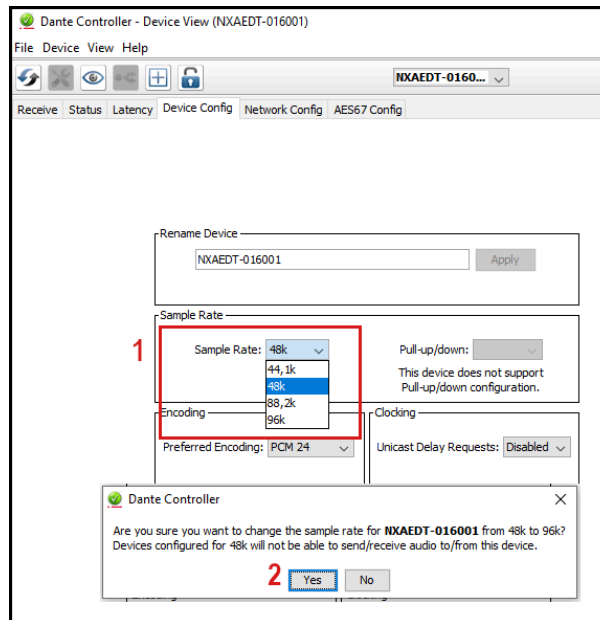 Dante Controller - Device View (NXAEDT-016001)
File Device View Help
NXAEDT-0160...
Receive Status Latency Device Config Network Config AES67 Config
Rename Device
NXAEDT-016001 Apply
Sample Rate
1
Sample Rate: 48k Pull-up/down:
44,1k
48k
88,2k
96k
This device does not support
Pull-up/down configuration.
Encoding Clocking
Preferred Encoding: PCM 24 Unicast Delay Requests: Disabled
Dante Controller
Are you sure you want to change the sample rate for NXAEDT-016001 from 48k to 96k?
Devices configured for 48k will not be able to send/receive audio to/from this device.
2 Yes No